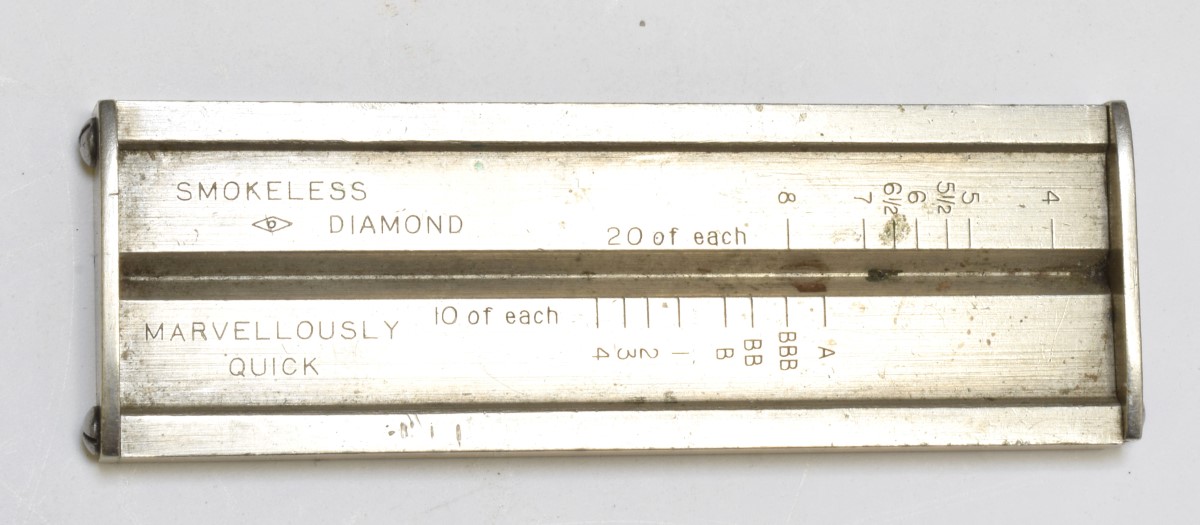 SMOKELESS
DIAMOND
20 of each
8 7 6½ 6 5½ 5 4
MARVELLOUSLY
QUICK
10 of each
4 3 2 1 B BB BBB A